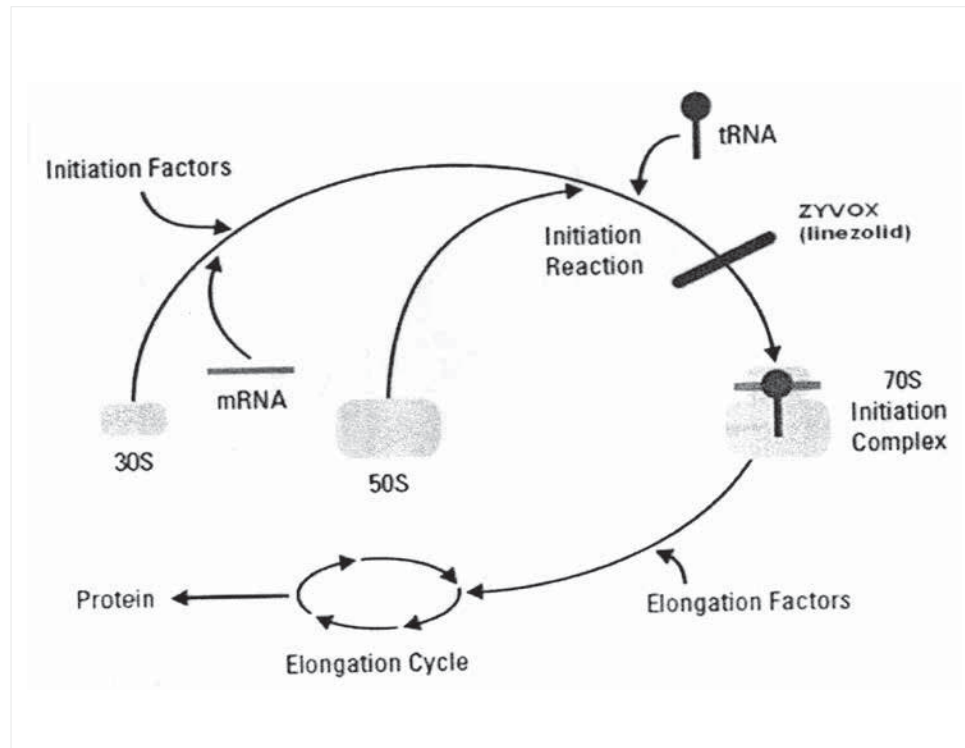 tRNA
Initiation Factors
ZYVOX
(linezolid)
Initiation
Reaction
mRNA
30S
50S
70S
Initiation
Complex
Protein
Elongation Factors
Elongation Cycle